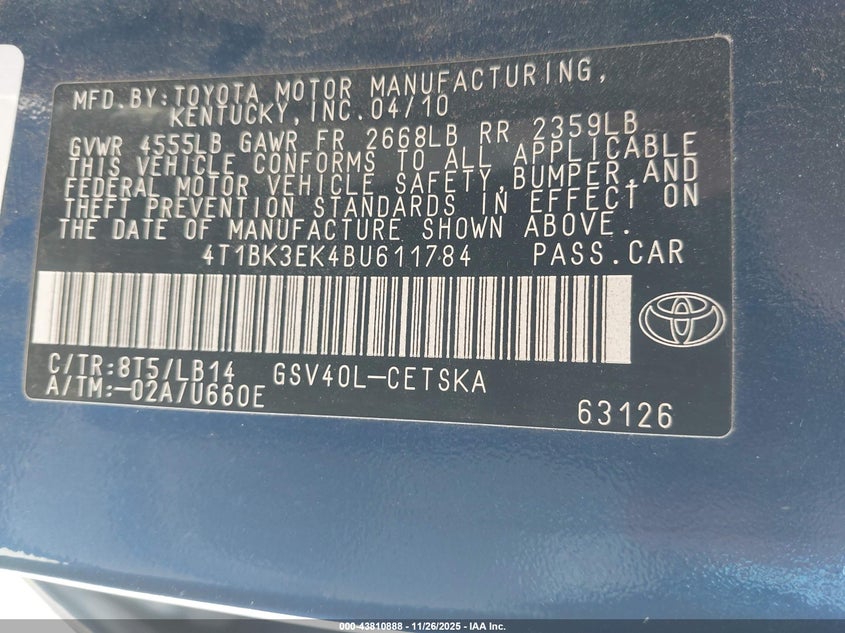 MFD.BY:TOYOTA MOTOR MANUFACTURING,
KENTUCKY,INC.04/10
GVWR 4555LB GAWR FR 2668LB RR 2359LB
THIS VEHICLE CONFORMS TO ALL APPLICABLE
FEDERAL MOTOR VEHICLE SAFETY,BUMPER,AND
THEFT PREVENTION STANDARDS IN EFFECT ON
THE DATE OF MANUFACTURE SHOWN ABOVE.
4T1BK3EK4BU611784 PASS.CAR
C/TR:8T5/LB14 GSV40L-CETSKA
A/TM:-02A/U660E
63126
000-43810888 | 11/26/2025 - IAA Inc.